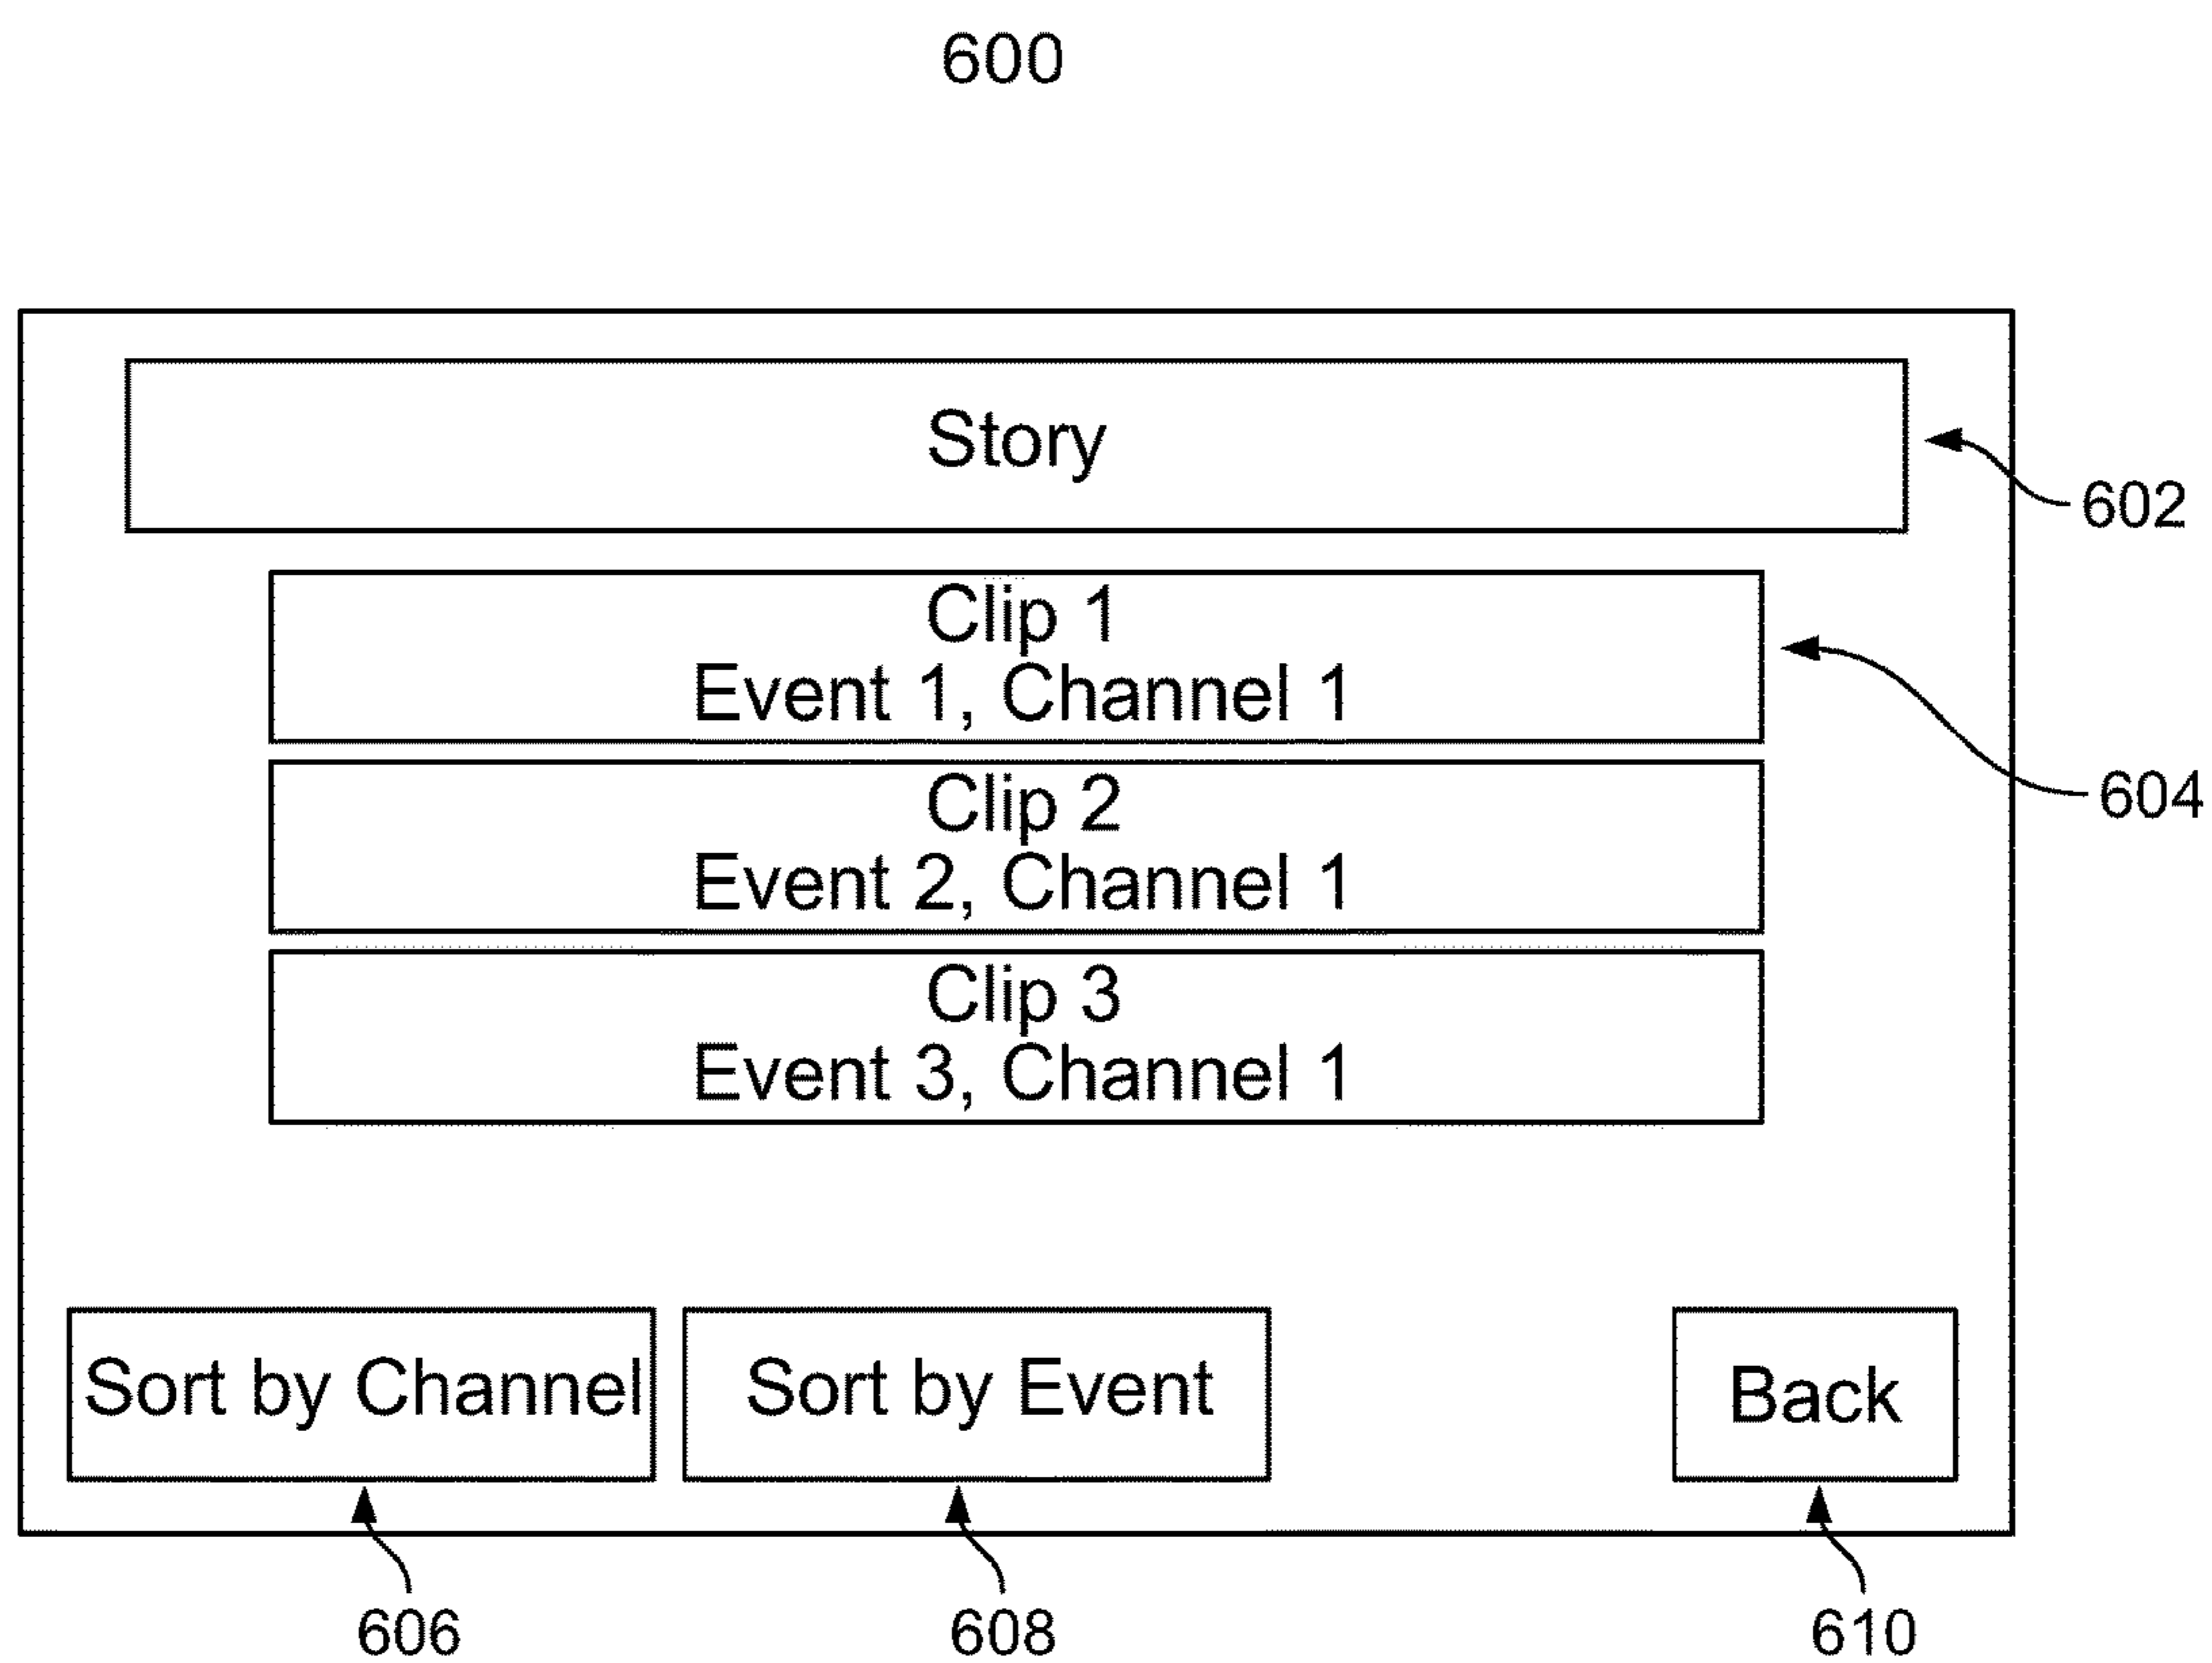 600
Story
602
Clip 1
Event 1, Channel 1
604
Clip 2
Event 2, Channel 1
Clip 3
Event 3, Channel 1
Sort by Channel
Sort by Event
Back
606
608
610